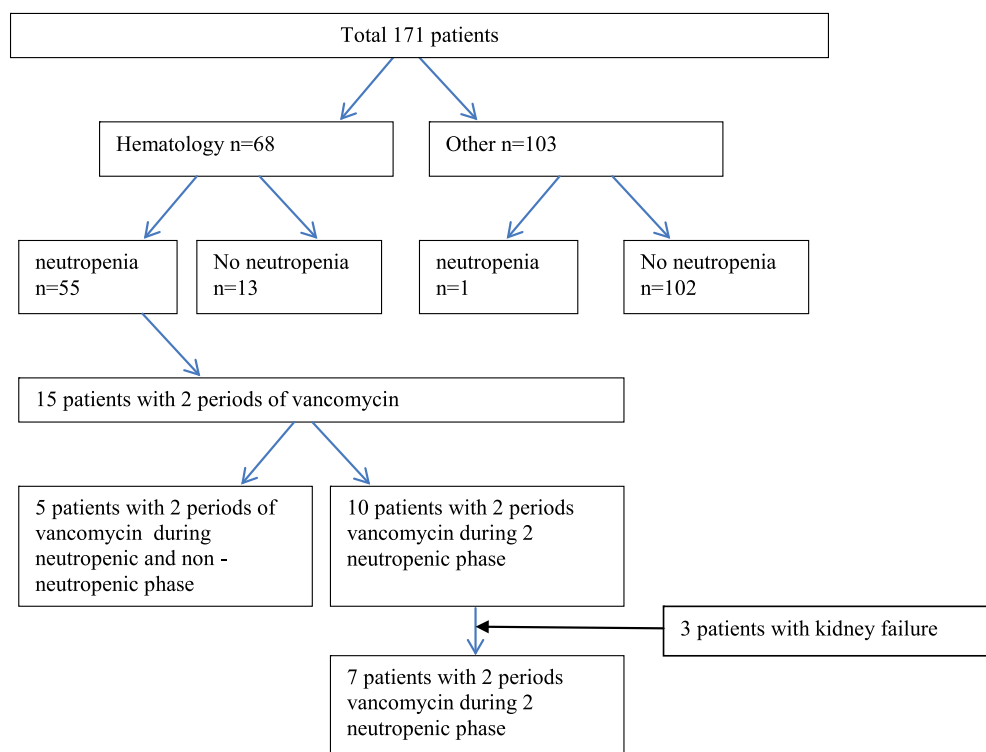 Total 171 patients
Hematology n=68
Other n=103
neutropenia
n=55
No neutropenia
n=13
neutropenia
n=1
No neutropenia
n=102
15 patients with 2 periods of vancomycin
5 patients with 2 periods of
vancomycin during
neutropenic and non -
neutropenic phase
10 patients with 2 periods
vancomycin during 2
neutropenic phase
3 patients with kidney failure
7 patients with 2 periods
vancomycin during 2
neutropenic phase